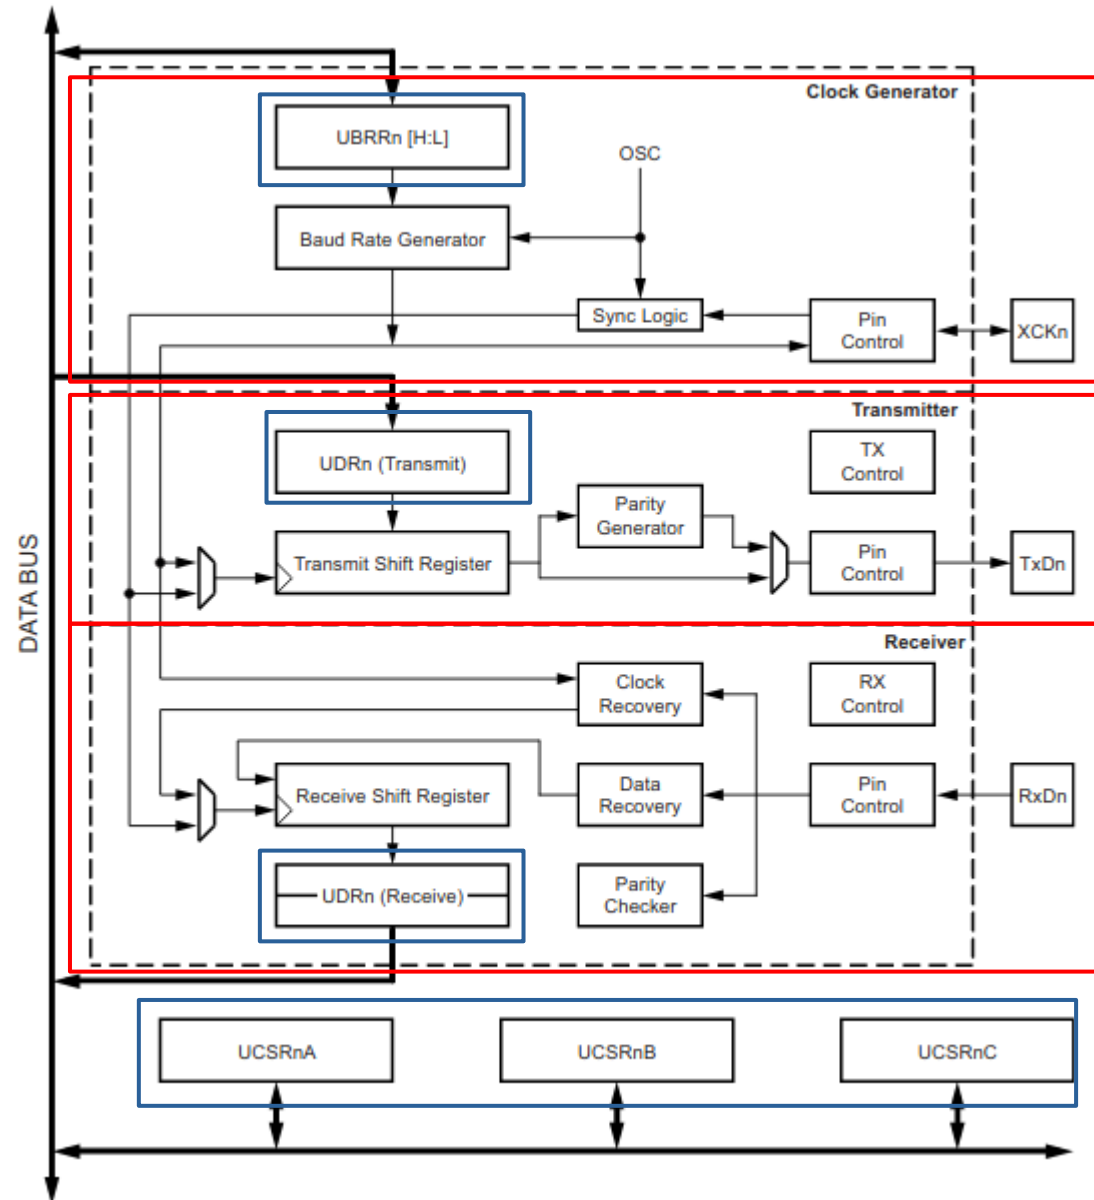 Clock Generator
UBRRn [H:L]
OSC
Baud Rate Generator
Sync Logic
Pin
Control
XCKn
Transmitter
UDRn (Transmit)
TX
Control
Parity
Generator
DATA BUS
Transmit Shift Register
Pin
Control
TxDn
Receiver
Clock
Recovery
RX
Control
Receive Shift Register
Data
Recovery
Pin
Control
RxDn
UDRn (Receive)
Parity
Checker
UCSRnA
UCSRnB
UCSRnC